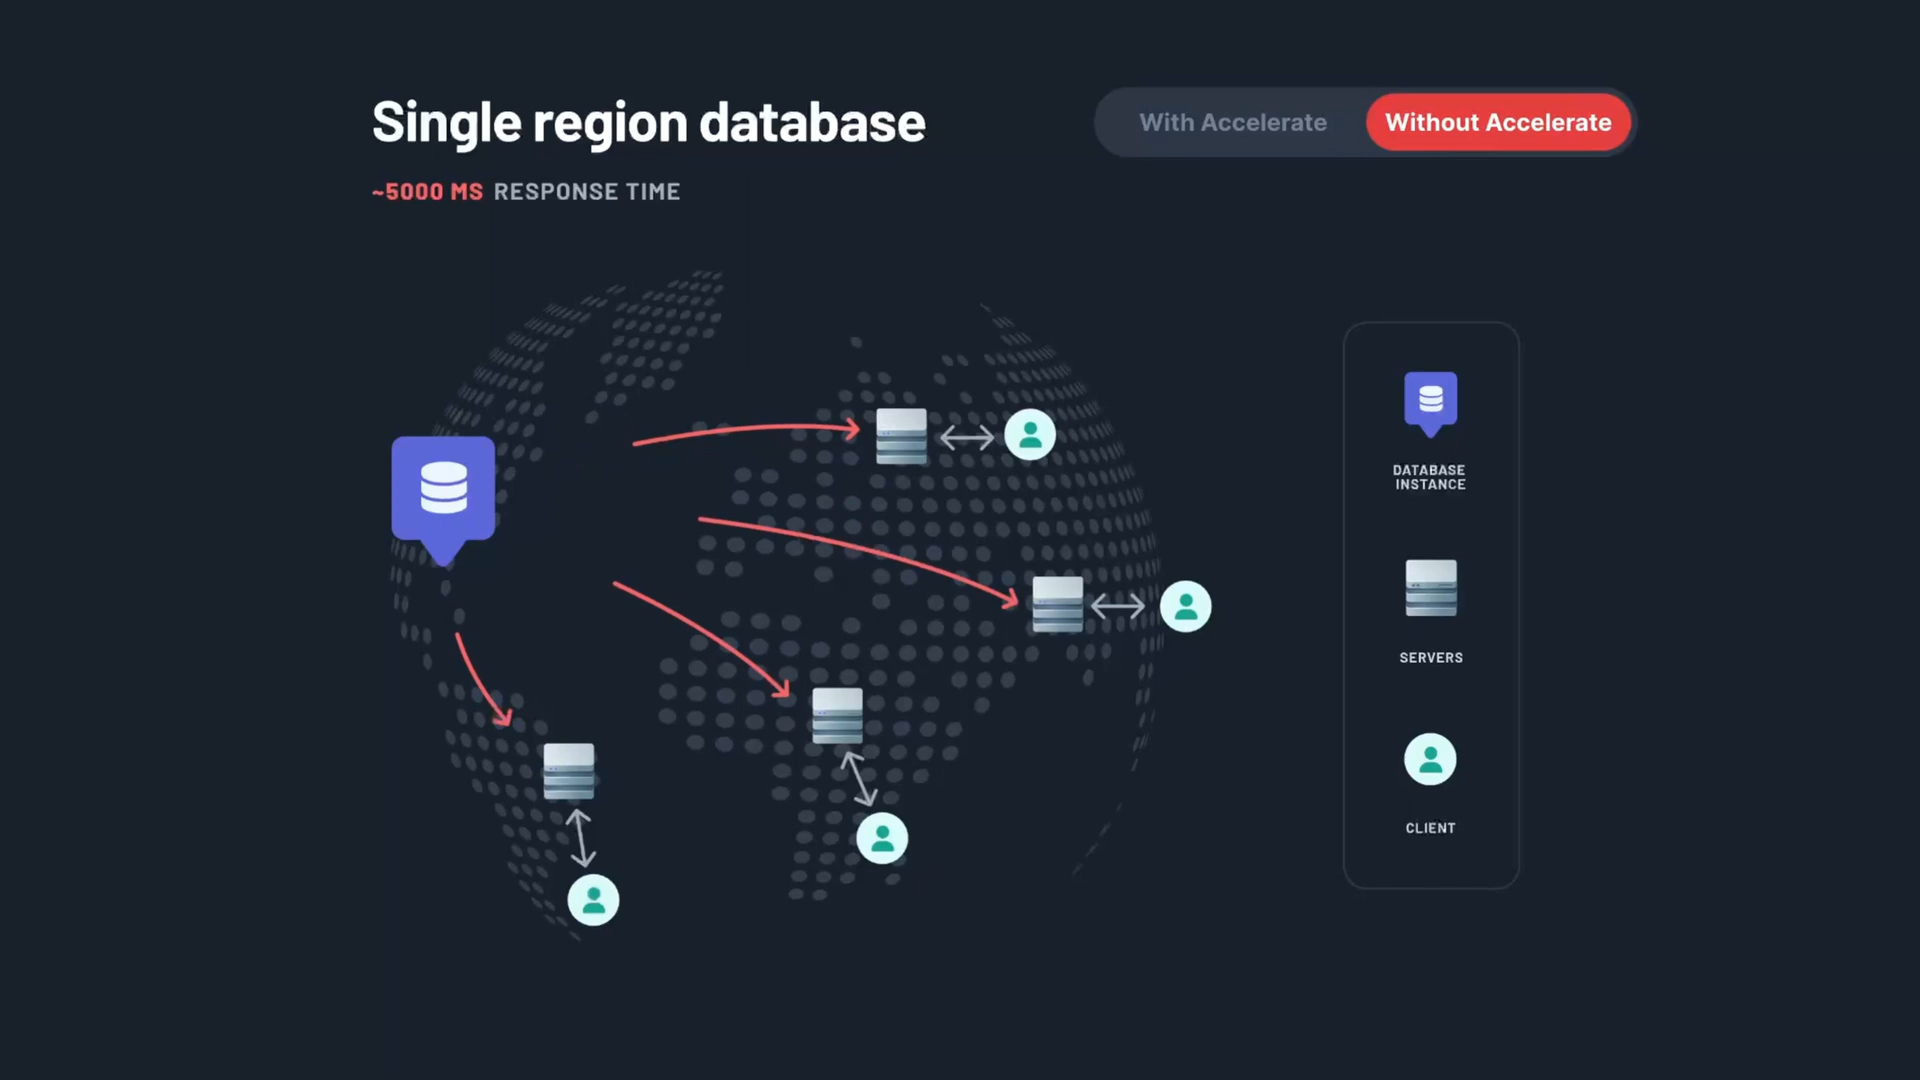 Single region database
With Accelerate
Without Accelerate
~5000 MS RESPONSE TIME
DATABASE
INSTANCE
SERVERS
CLIENT